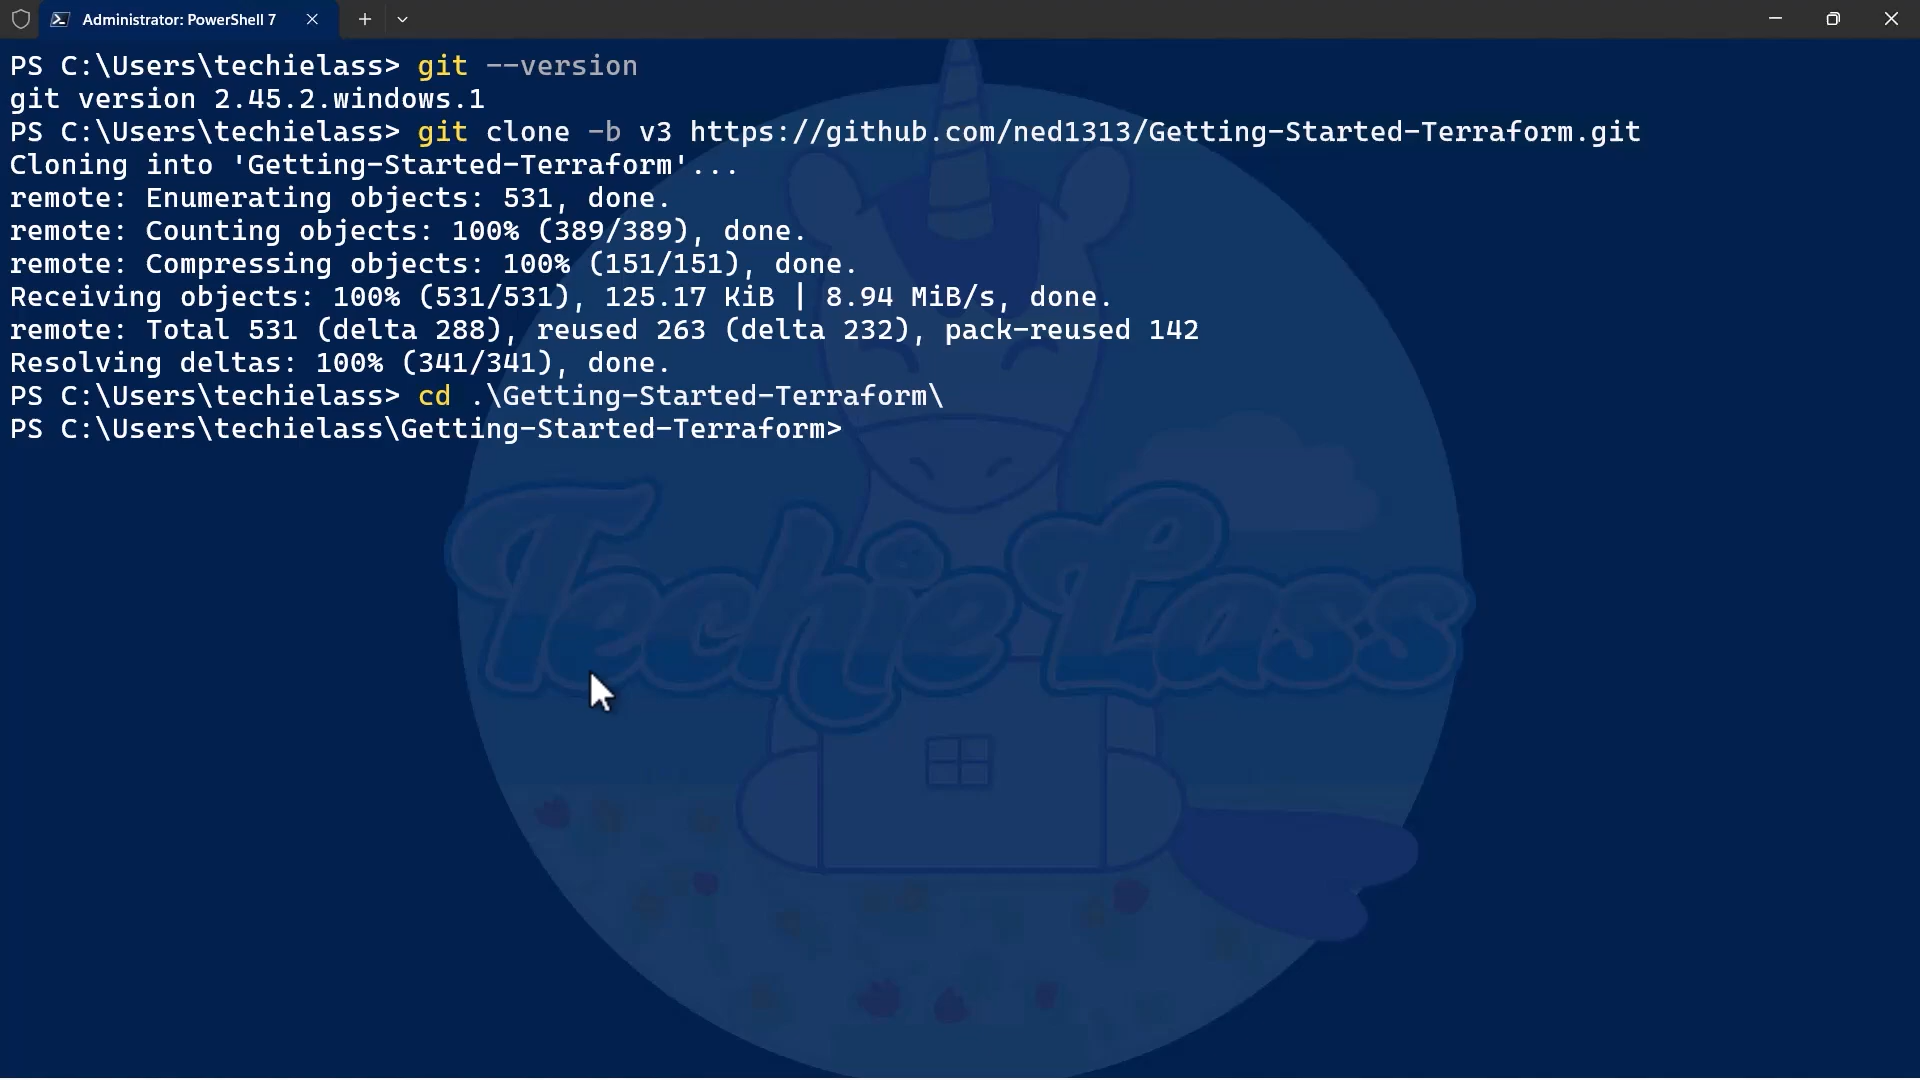 Administrator: PowerShell 7
PS C:\Users\techielass> git --version
git version 2.45.2.windows.1
PS C:\Users\techielass> git clone -b v3 https://github.com/ned1313/Getting-Started-Terraform.git
Cloning into 'Getting-Started-Terraform'...
remote: Enumerating objects: 531, done.
remote: Counting objects: 100% (389/389), done.
remote: Compressing objects: 100% (151/151), done.
Receiving objects: 100% (531/531), 125.17 KiB | 8.94 MiB/s, done.
remote: Total 531 (delta 288), reused 263 (delta 232), pack-reused 142
Resolving deltas: 100% (341/341), done.
PS C:\Users\techielass> cd .\Getting-Started-Terraform\
PS C:\Users\techielass\Getting-Started-Terraform>
Techie Lass